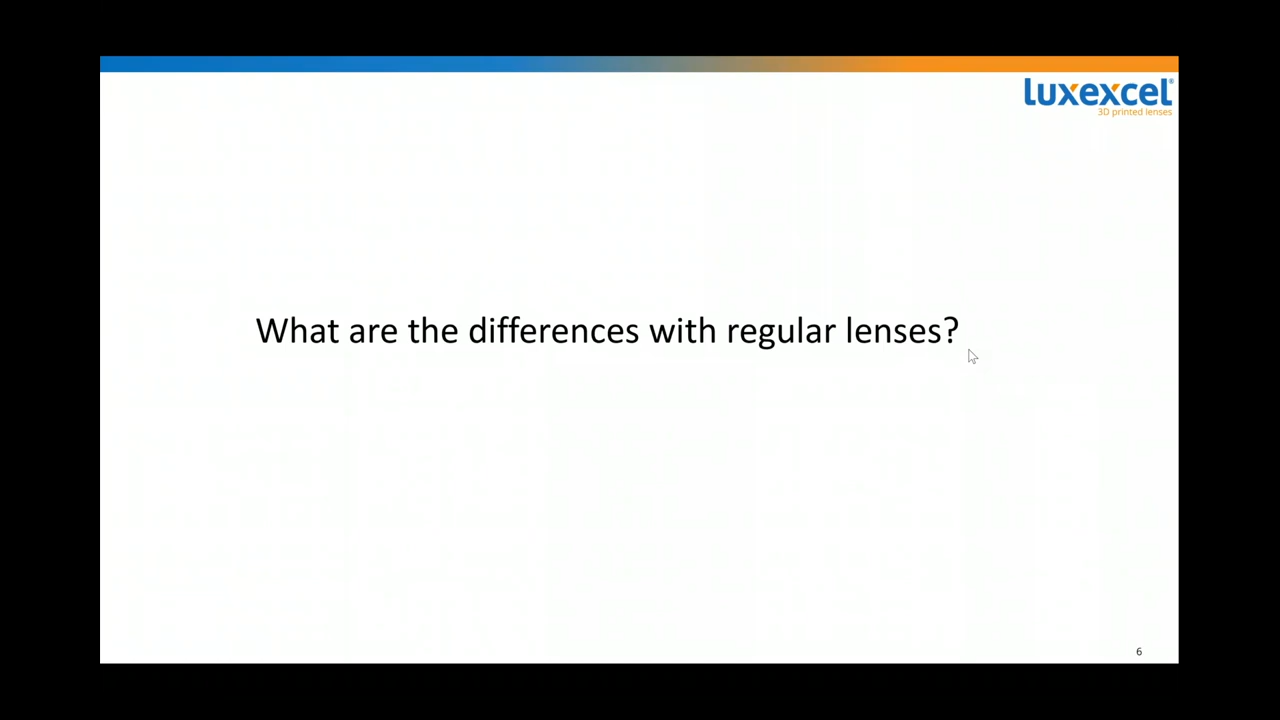 luxexcel®
3D printed lenses
What are the differences with regular lenses?
6